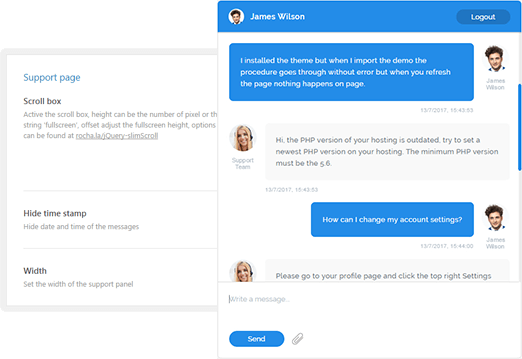 Support page
Scroll box
Active the scroll box, height can be the number of pixel or th
string 'fullscreen', offset adjust the fullscreen height, options
can be found at rocha.la/jQuery-slimScroll
Hide time stamp
Hide date and time of the messages
Width
Set the width of the support panel
James Wilson
Logout
I installed the theme but when I import the demo the
procedure goes through without error but when you refresh
the page nothing happens on page.
James
Wilson
13/7/2017, 15:43:53
Hi, the PHP version of your hosting is outdated, try to set a
newest PHP version on your hosting. The minimum PHP version
must be the 5.6.
Support
Team
13/7/2017, 15:43:53
How can I change my account settings?
James
Wilson
13/7/2017, 15:44:00
Please go to your profile page and click the top right Settings
Write a message...
Send